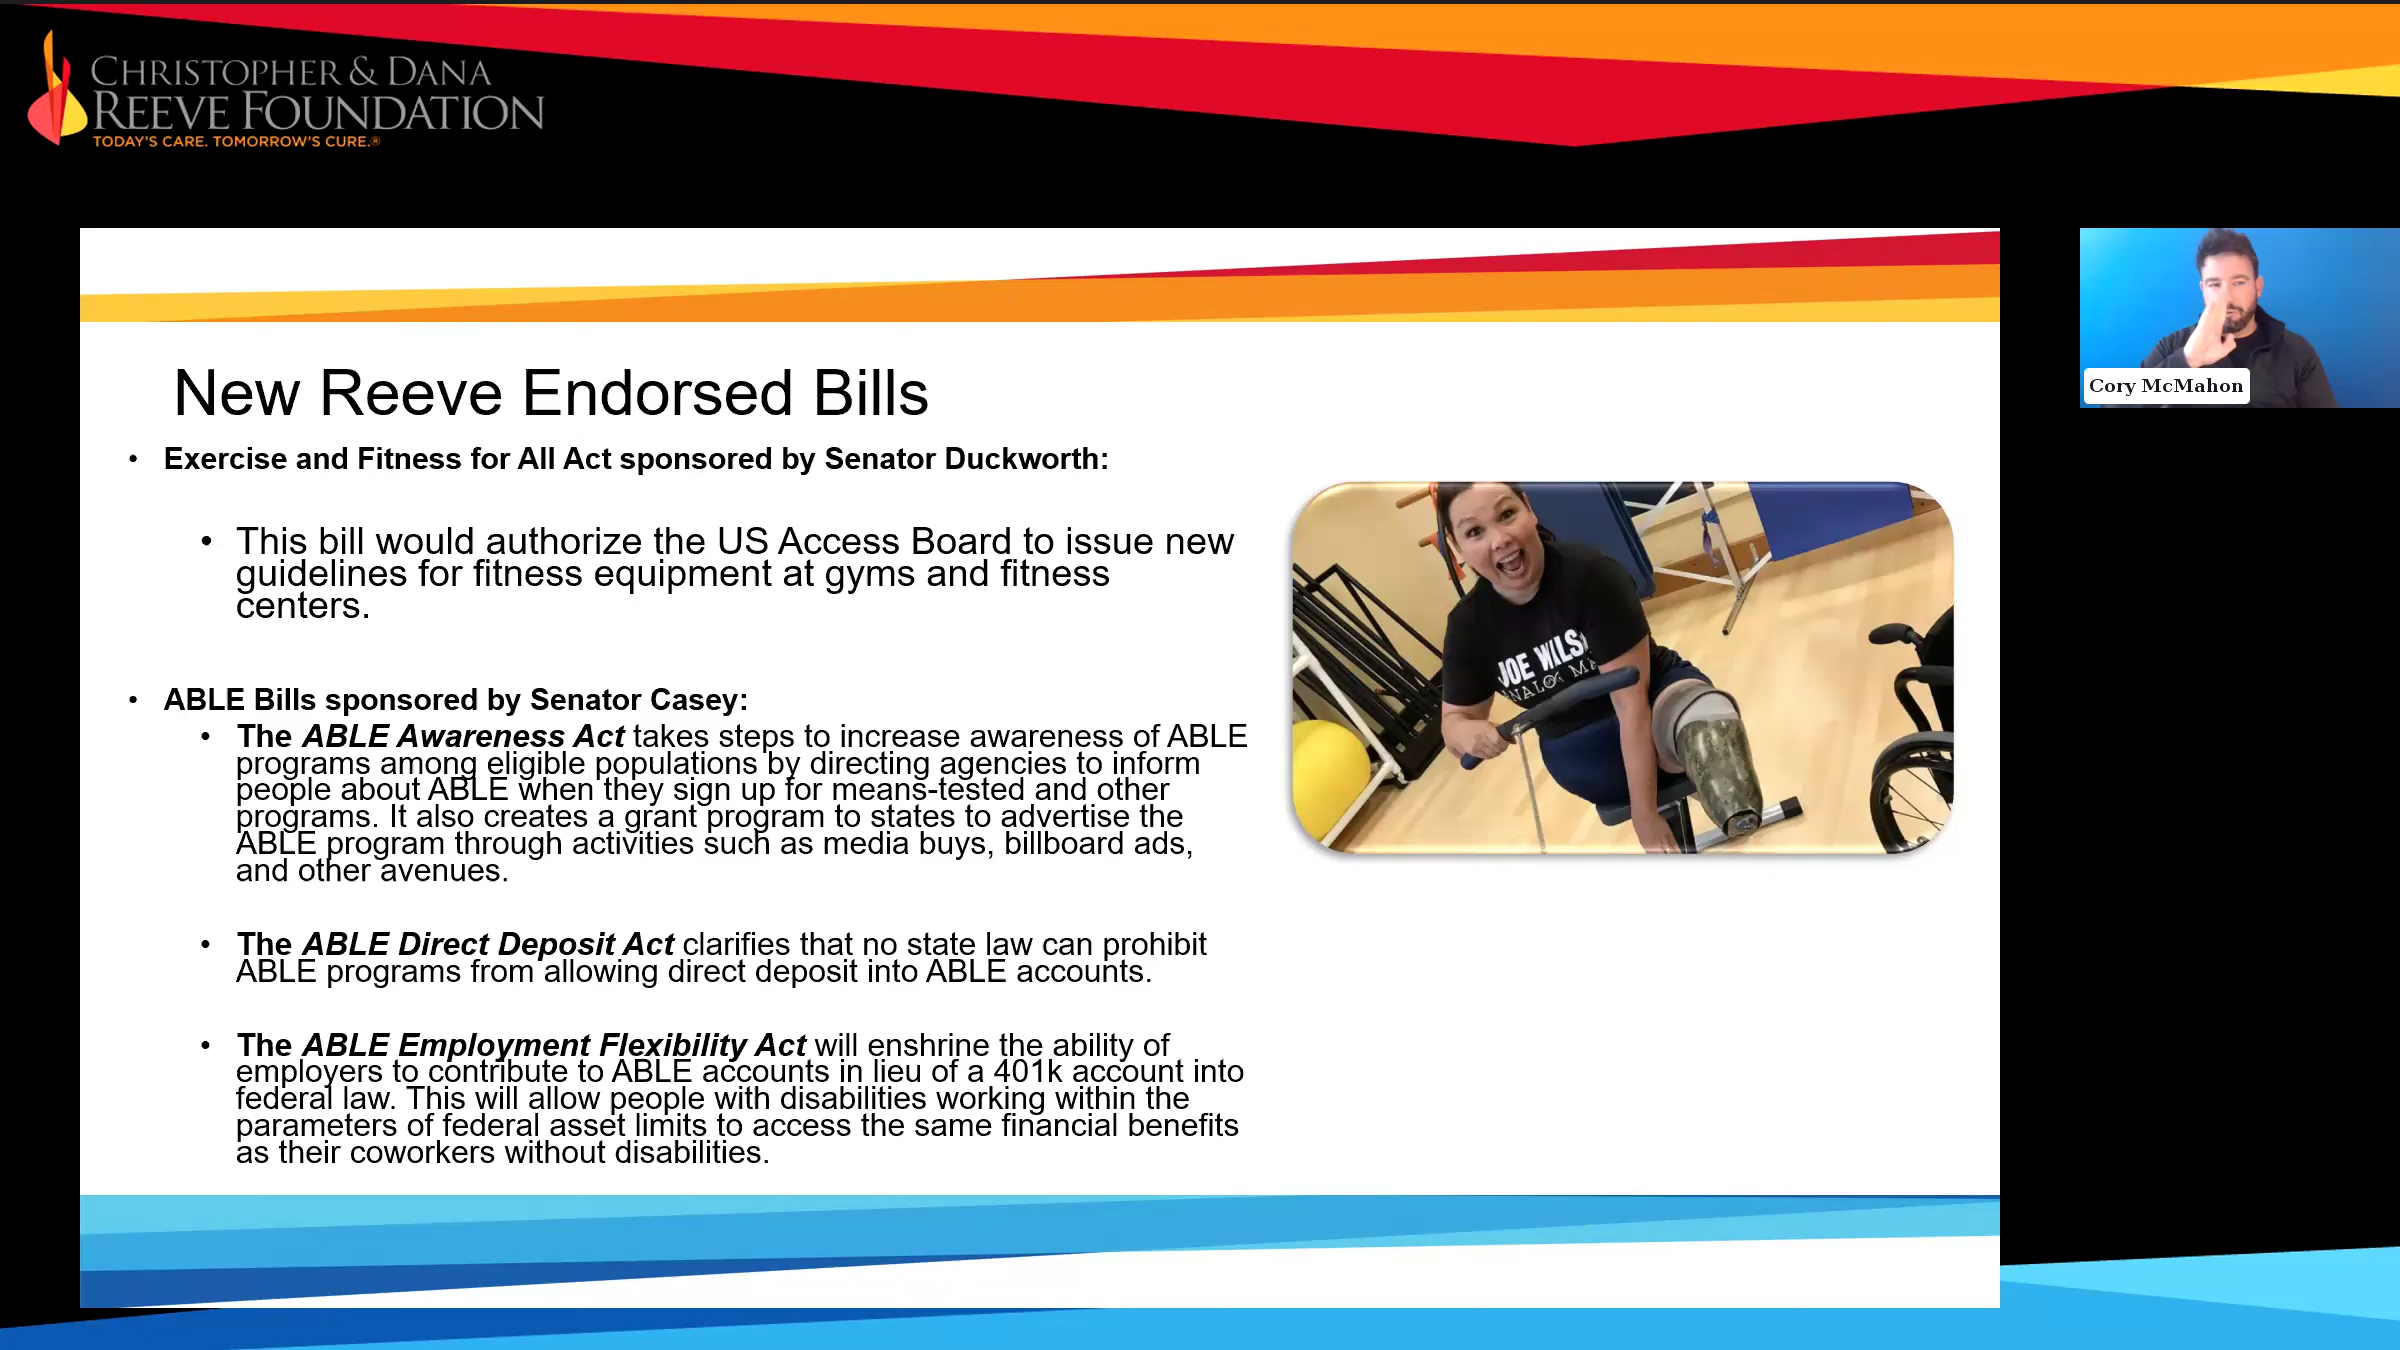 CHRISTOPHER & DANA
REEVE FOUNDATION
TODAY'S CARE. TOMORROW'S CURE.®
Cory McMahon
New Reeve Endorsed Bills
• Exercise and Fitness for All Act sponsored by Senator Duckworth:
• This bill would authorize the US Access Board to issue new
guidelines for fitness equipment at gyms and fitness
centers.
• ABLE Bills sponsored by Senator Casey:
• The ABLE Awareness Act takes steps to increase awareness of ABLE
programs among eligible populations by directing agencies to inform
people about ABLE when they sign up for means-tested and other
programs. It also creates a grant program to states to advertise the
ABLE program through activities such as media buys, billboard ads,
and other avenues.
• The ABLE Direct Deposit Act clarifies that no state law can prohibit
ABLE programs from allowing direct deposit into ABLE accounts.
• The ABLE Employment Flexibility Act will enshrine the ability of
employers to contribute to ABLE accounts in lieu of a 401k account into
federal law. This will allow people with disabilities working within the
parameters of federal asset limits to access the same financial benefits
as their coworkers without disabilities.
JOE